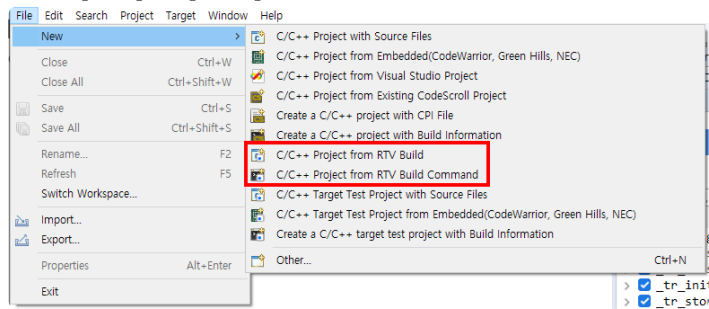 File Edit Search Project Target Window Help
New
Close Ctrl+W
Close All Ctrl+Shift+W
Save Ctrl+S
Save All Ctrl+Shift+S
Rename... F2
Refresh F5
Switch Workspace...
Import...
Export...
Properties Alt+Enter
Exit
C/C++ Project with Source Files
C/C++ Project from Embedded(CodeWarrior, Green Hills, NEC)
C/C++ Project from Visual Studio Project
C/C++ Project from Existing CodeScroll Project
Create a C/C++ project with CPI File
Create a C/C++ project with Build Information
C/C++ Project from RTV Build
C/C++ Project from RTV Build Command
C/C++ Target Test Project with Source Files
C/C++ Target Test Project from Embedded(CodeWarrior, Green Hills, NEC)
Create a C/C++ target test project with Build Information
Other... Ctrl+N
_tr_init
_tr_stor